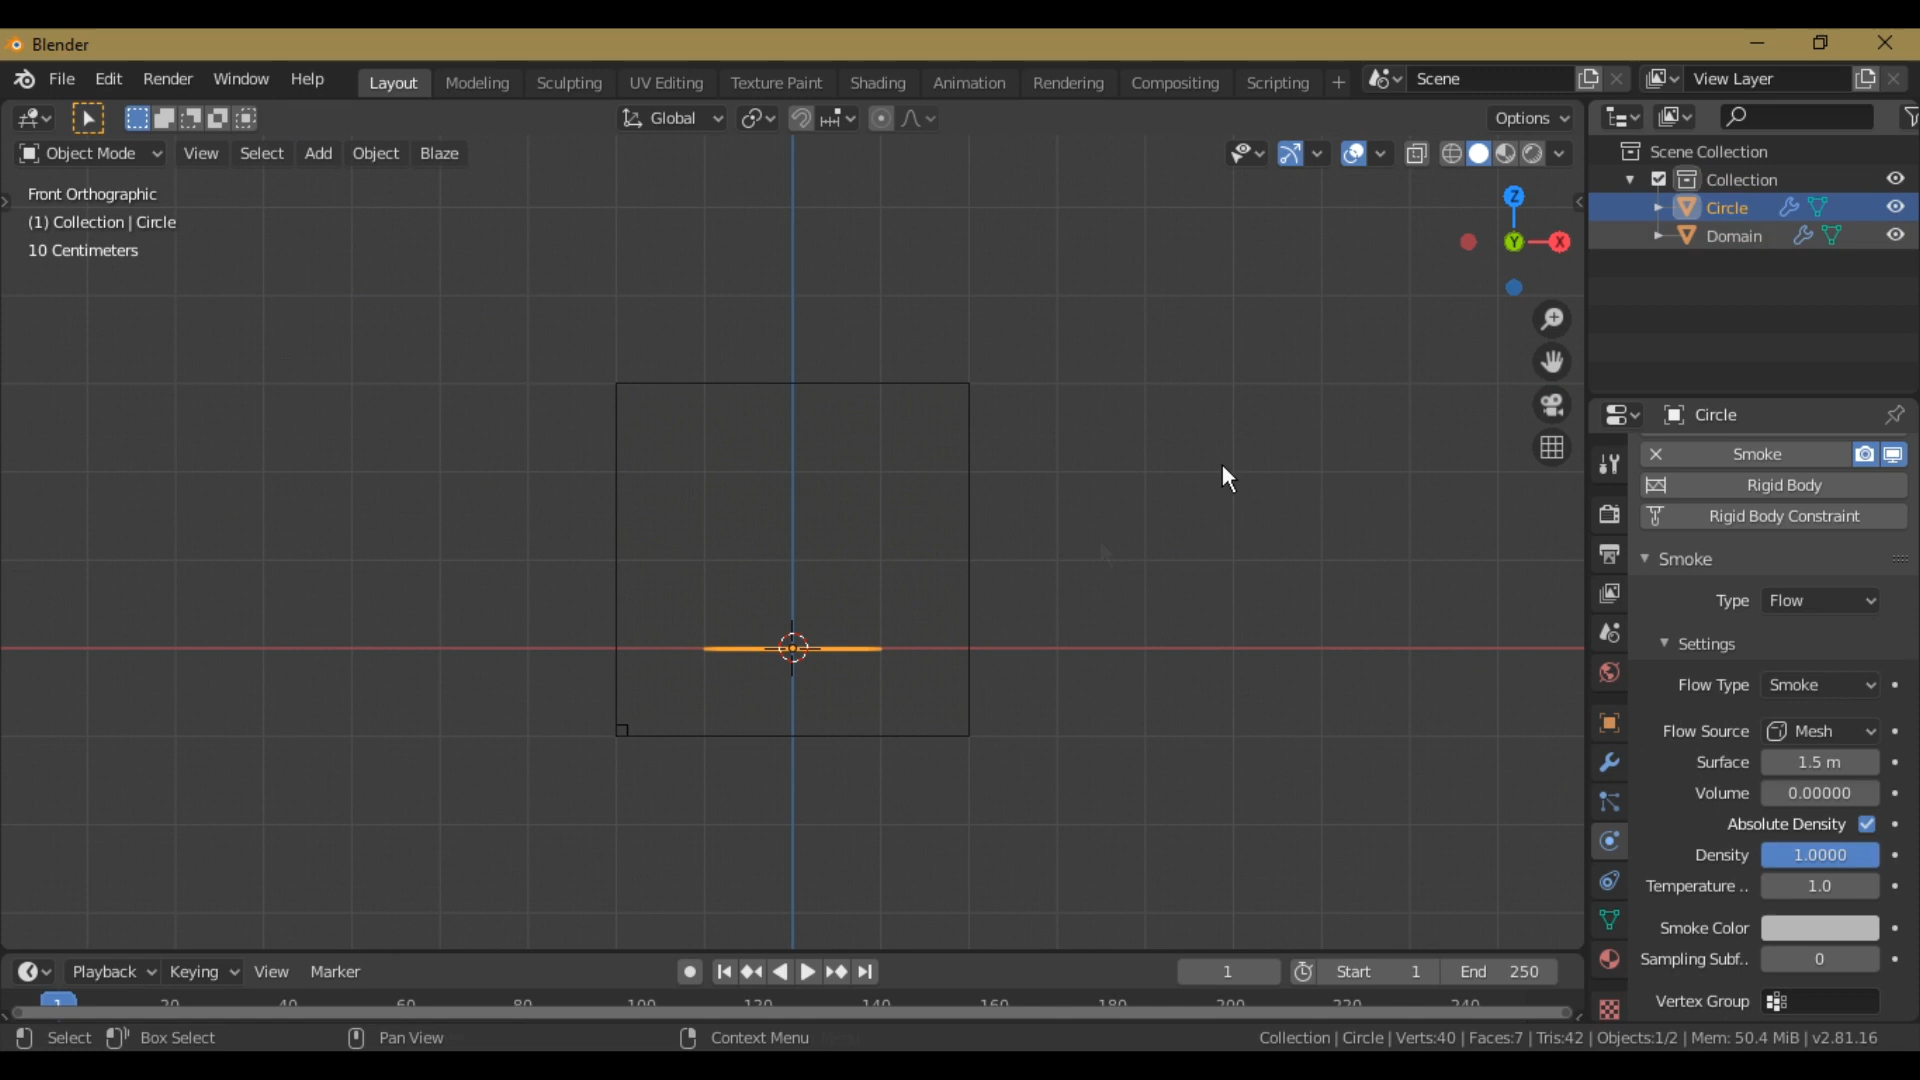 Blender
File Edit Render Window Help Layout Modeling Sculpting UV Editing Texture Paint Shading Animation Rendering Compositing Scripting + Scene View Layer
Global Options
Object Mode View Select Add Object Blaze
Front Orthographic
(1) Collection | Circle
10 Centimeters
Z
Y X
Scene Collection
Collection
Circle
Domain
Circle
Smoke
Rigid Body
Rigid Body Constraint
Smoke
Type Flow
Settings
Flow Type Smoke
Flow Source Mesh
Surface 1.5 m
Volume 0.00000
Absolute Density
Density 1.0000
Temperature .. 1.0
Smoke Color
Sampling Subf.. 0
Vertex Group
Playback Keying View Marker 1 Start 1 End 250
1 20 40 60 80 100 120 140 160 180 200 220 240
Select Box Select Pan View Context Menu Collection | Circle | Verts:40 | Faces:7 | Tris:42 | Objects:1/2 | Mem: 50.4 MiB | v2.81.16